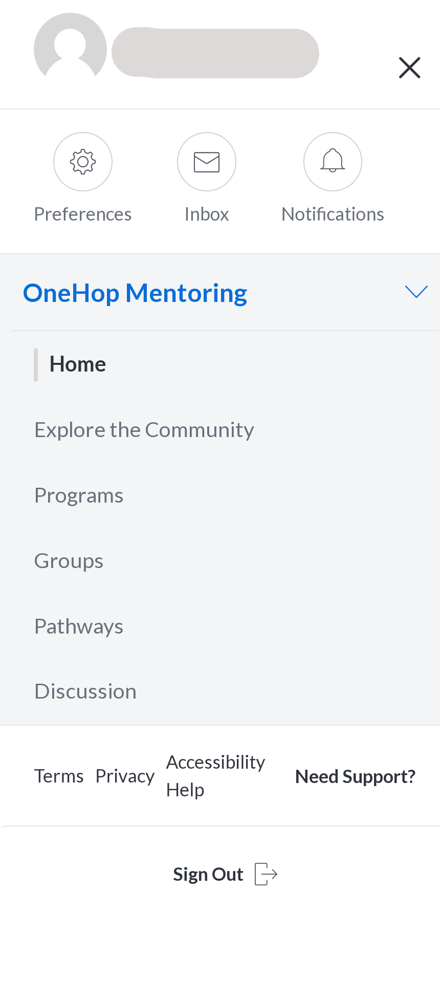 Preferences Inbox Notifications
OneHop Mentoring
Home
Explore the Community
Programs
Groups
Pathways
Discussion
Terms Privacy Accessibility Help Need Support?
Sign Out